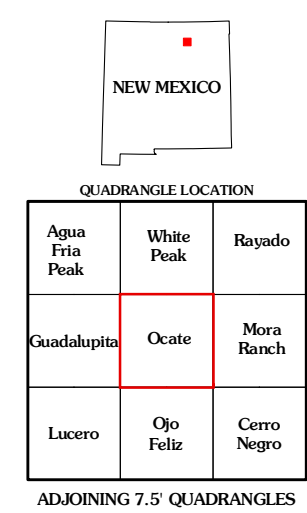 NEW MEXICO
QUADRANGLE LOCATION
Agua
Fria
Peak
White
Peak
Rayado
Guadalupita
Ocate
Mora
Ranch
Lucero
Ojo
Feliz
Cerro
Negro
ADJOINING 7.5' QUADRANGLES